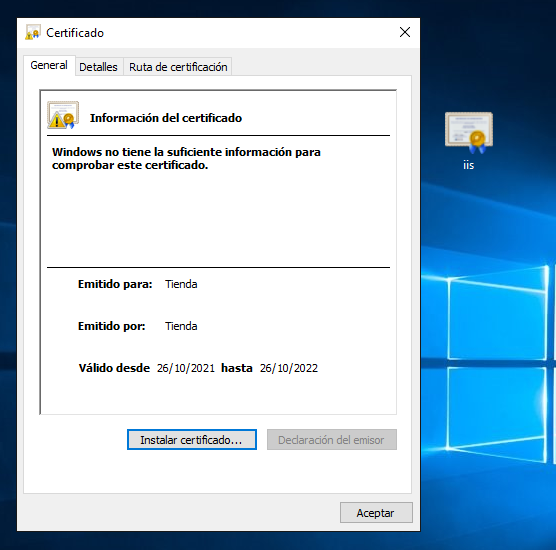 Certificado
General Detalles Ruta de certificación
Información del certificado
Windows no tiene la suficiente información para
comprobar este certificado.
Emitido para: Tienda
Emitido por: Tienda
Válido desde 26/10/2021 hasta 26/10/2022
Instalar certificado... Declaración del emisor
Aceptar
iis